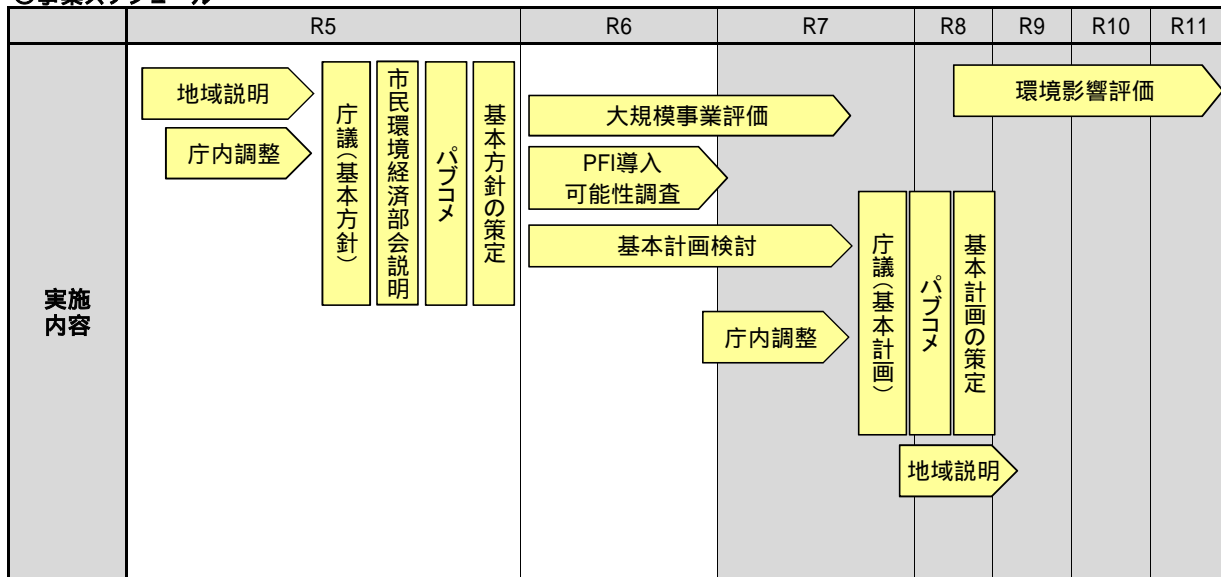 ○事業スケジュール
R5 R6 R7 R8 R9 R10 R11
実施
内容
地域説明
庁内調整
庁議(基本方針)
市民環境経済部会説明
パブコメ
基本方針の策定
大規模事業評価
PFI導入
可能性調査
基本計画検討
庁内調整
庁議(基本計画)
パブコメ
基本計画の策定
地域説明
環境影響評価